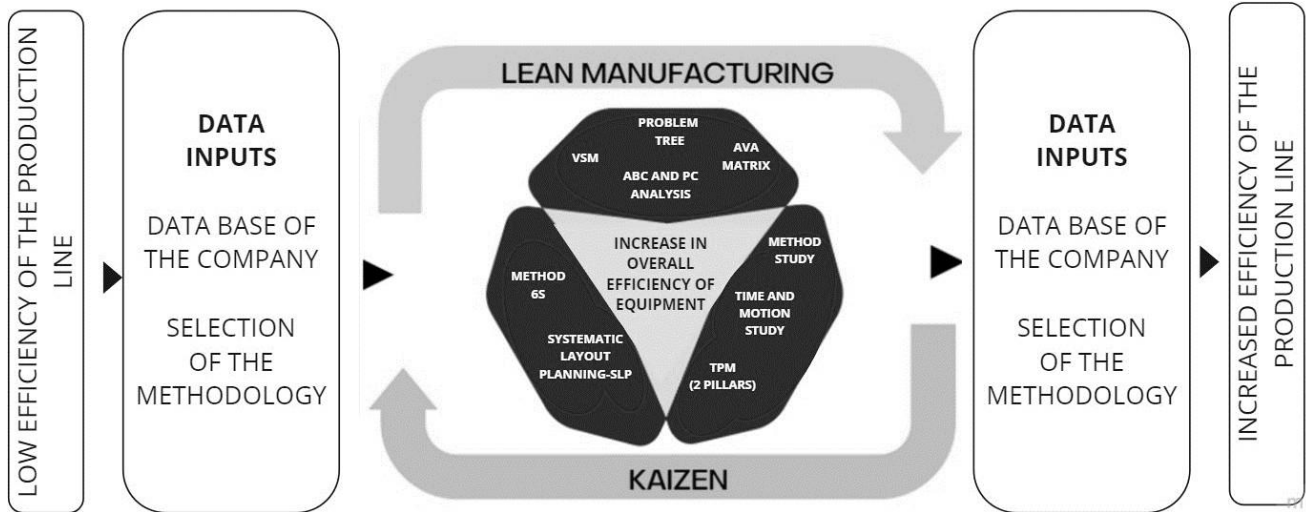 LOW EFFICIENCY OF THE PRODUCTION
LINE
DATA
INPUTS
DATA BASE OF
THE COMPANY
SELECTION
OF THE
METHODOLOGY
LEAN MANUFACTURING
PROBLEM
TREE
VSM
AVA
MATRIX
ABC AND PC
ANALYSIS
METHOD
6S
SYSTEMATIC
LAYOUT
PLANNING-SLP
INCREASE IN
OVERALL
EFFICIENCY OF
EQUIPMENT
METHOD
STUDY
TIME AND
MOTION
STUDY
TPM
(2 PILLARS)
KAIZEN
DATA
INPUTS
DATA BASE OF
THE COMPANY
SELECTION
OF THE
METHODOLOGY
INCREASED EFFICIENCY OF THE
PRODUCTION LINE